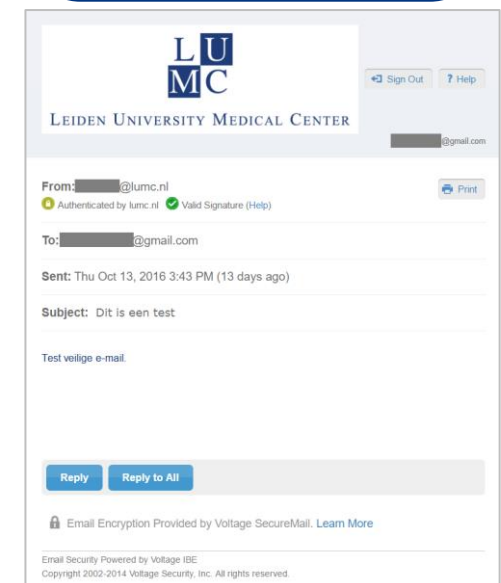 LU
MC
LEIDEN UNIVERSITY MEDICAL CENTER
Sign Out ? Help
@gmail.com
From: @lumc.nl
Print
Authenticated by lumc.nl Valid Signature (Help)
To: @gmail.com
Sent: Thu Oct 13, 2016 3:43 PM (13 days ago)
Subject: Dit is een test
Test veilige e-mail.
Reply Reply to All
Email Encryption Provided by Voltage SecureMail. Learn More
Email Security Powered by Voltage IBE
Copyright 2002-2014 Voltage Security, Inc. All rights reserved.